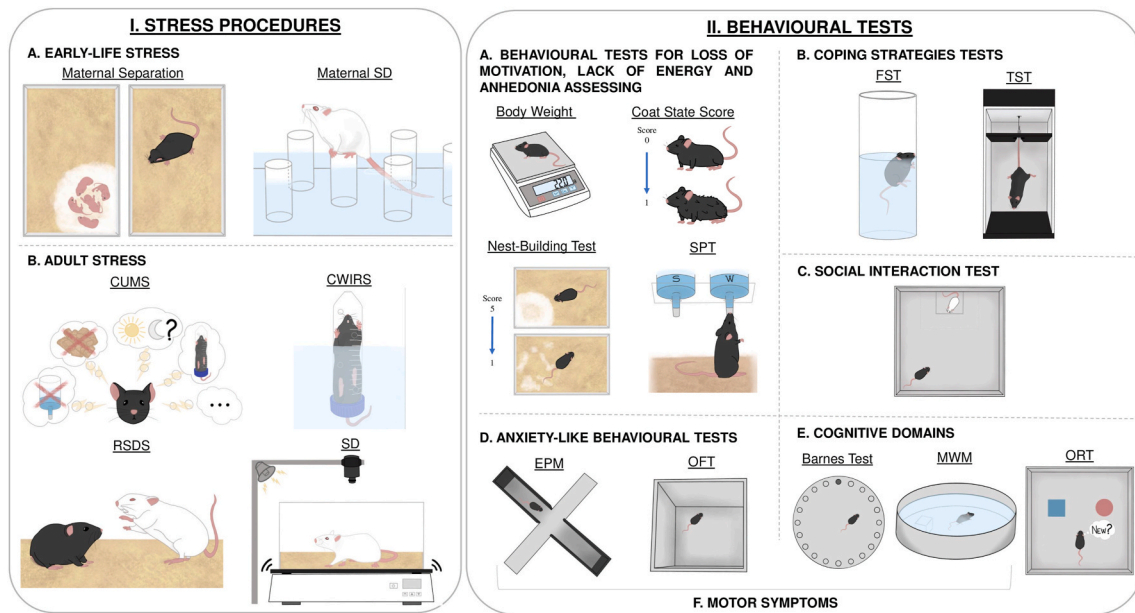 I. STRESS PROCEDURES
A. EARLY-LIFE STRESS
Maternal Separation
Maternal SD
B. ADULT STRESS
CUMS
CWIRS
?
...
RSDS
SD
II. BEHAVIOURAL TESTS
A. BEHAVIOURAL TESTS FOR LOSS OF
MOTIVATION, LACK OF ENERGY AND
ANHEDONIA ASSESSING
Body Weight
Coat State Score
Score
0
1
Nest-Building Test
SPT
Score
5
1
S
W
B. COPING STRATEGIES TESTS
FST
TST
C. SOCIAL INTERACTION TEST
D. ANXIETY-LIKE BEHAVIOURAL TESTS
EPM
OFT
E. COGNITIVE DOMAINS
Barnes Test
MWM
ORT
NEW?
F. MOTOR SYMPTOMS